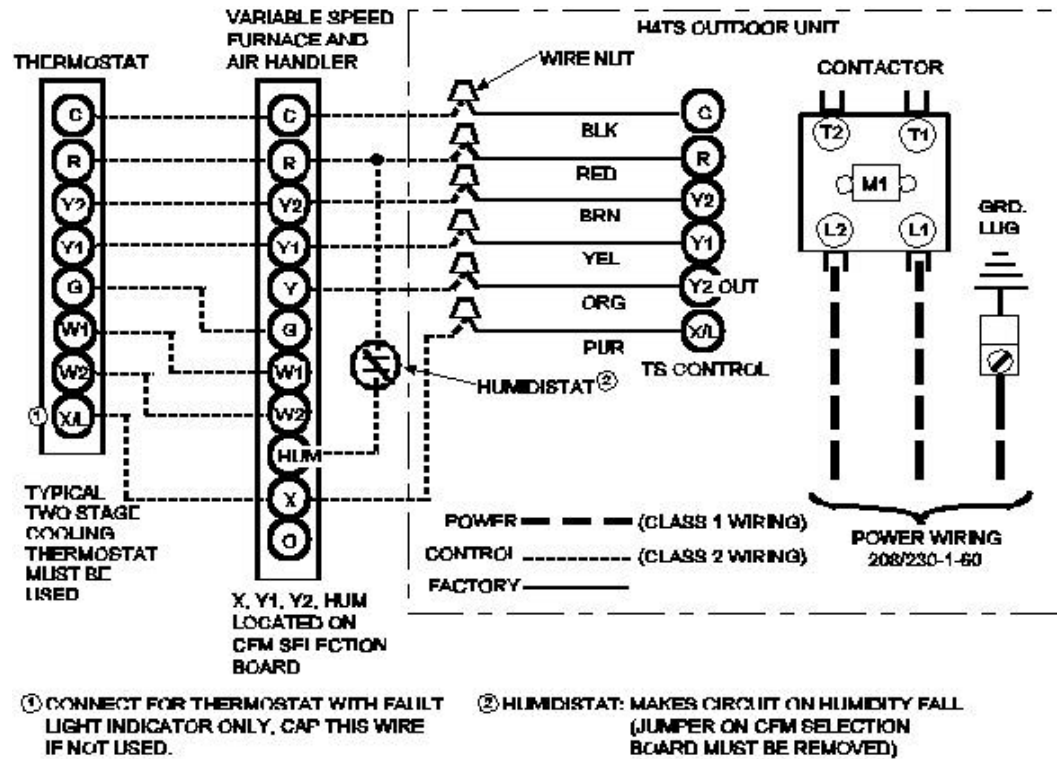 VARIABLE SPEED
FURNACE AND
AIR HANDLER
THERMOSTAT
H4TS OUTDOOR UNIT
WIRE NUT
CONTACTOR
C
R
Y2
Y1
G
W1
W2
① X/L
C
R
Y2
Y1
Y
G
W1
W2
HUM
X
O
BLK
RED
BRN
YEL
ORG
PUR
C
R
Y2
Y1
Y2 OUT
X/L
TS CONTROL
HUMIDISTAT ②
T2 T1
M1
L2 L1
GRD.
LUG
TYPICAL
TWO STAGE
COOLING
THERMOSTAT
MUST BE
USED
X, Y1, Y2, HUM
LOCATED ON
CFM SELECTION
BOARD
POWER (CLASS 1 WIRING)
CONTROL (CLASS 2 WIRING)
FACTORY
POWER WIRING
208/230-1-60
① CONNECT FOR THERMOSTAT WITH FAULT
LIGHT INDICATOR ONLY, CAP THIS WIRE
IF NOT USED.
② HUMIDISTAT: MAKES CIRCUIT ON HUMIDITY FALL
(JUMPER ON CFM SELECTION
BOARD MUST BE REMOVED)